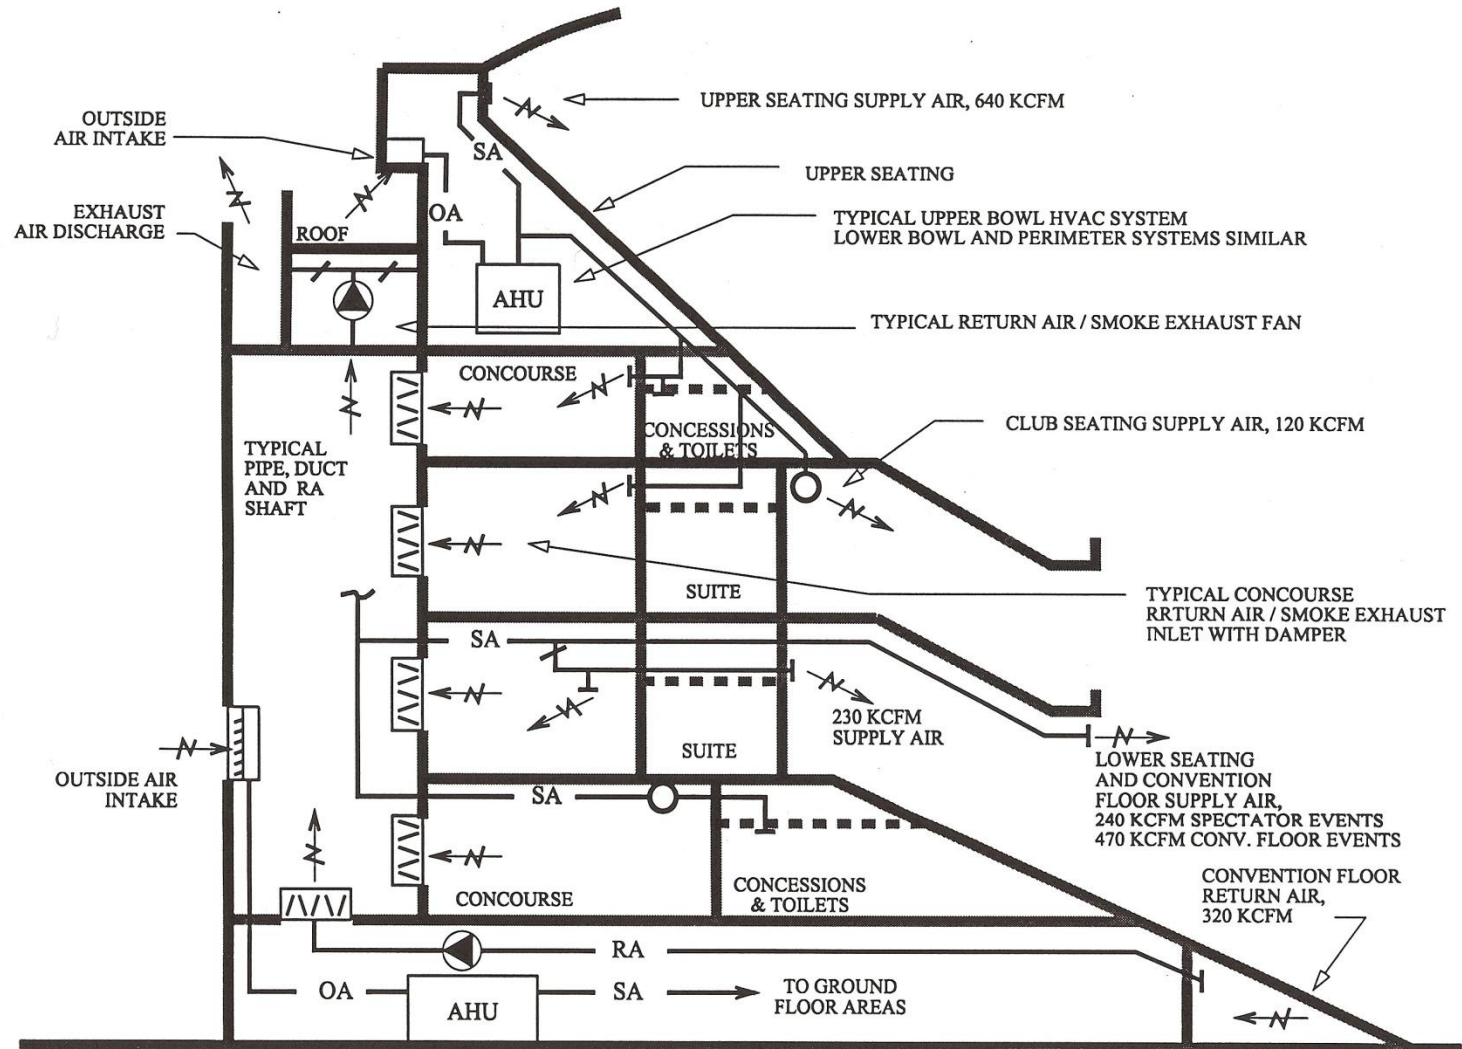 UPPER SEATING SUPPLY AIR, 640 KCFM
OUTSIDE
AIR INTAKE
SA
UPPER SEATING
EXHAUST
AIR DISCHARGE
OA
ROOF
TYPICAL UPPER BOWL HVAC SYSTEM
LOWER BOWL AND PERIMETER SYSTEMS SIMILAR
AHU
TYPICAL RETURN AIR / SMOKE EXHAUST FAN
CONCOURSE
TYPICAL
PIPE, DUCT
AND RA
SHAFT
CONCESSIONS
& TOILETS
CLUB SEATING SUPPLY AIR, 120 KCFM
SUITE
TYPICAL CONCOURSE
RRTURN AIR / SMOKE EXHAUST
INLET WITH DAMPER
SA
230 KCFM
SUPPLY AIR
SUITE
OUTSIDE AIR
INTAKE
LOWER SEATING
AND CONVENTION
FLOOR SUPPLY AIR,
240 KCFM SPECTATOR EVENTS
470 KCFM CONV. FLOOR EVENTS
SA
CONCOURSE
CONCESSIONS
& TOILETS
CONVENTION FLOOR
RETURN AIR,
320 KCFM
RA
OA
AHU
SA
TO GROUND
FLOOR AREAS